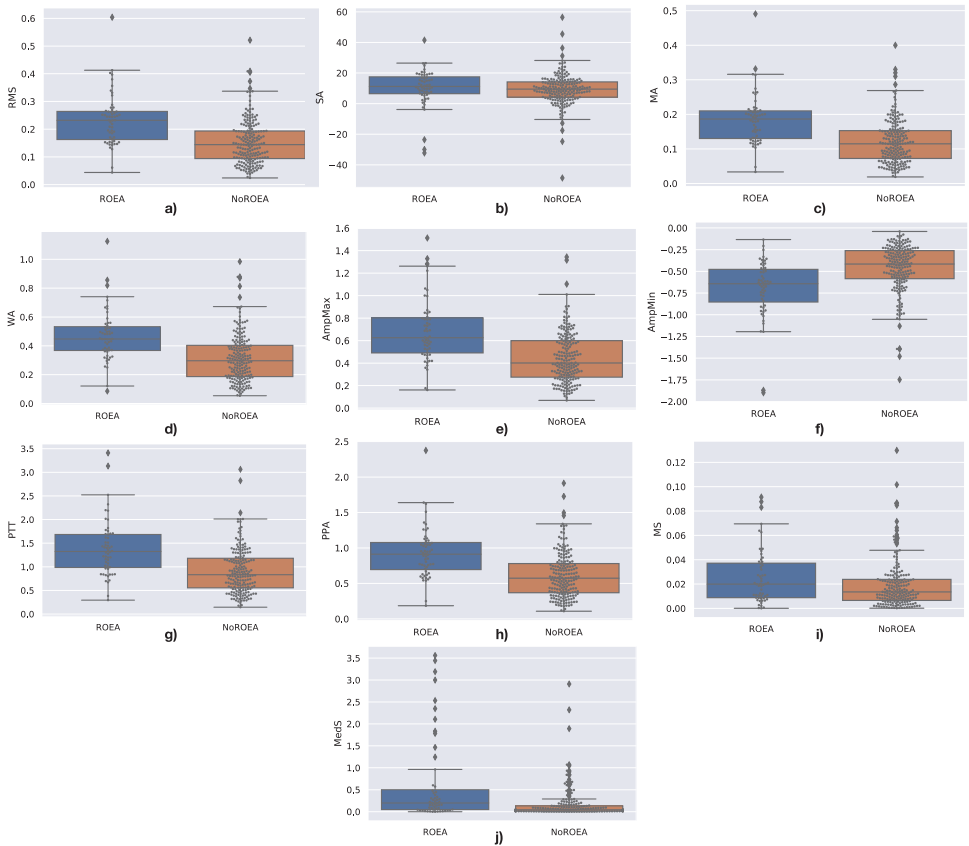 0.6
0.5
0.4
0.3
0.2
0.1
0.0
RMS
ROEA
NoROEA
a)
60
40
20
0
−20
−40
SA
ROEA
NoROEA
b)
0.5
0.4
0.3
0.2
0.1
0.0
MA
ROEA
NoROEA
c)
1.0
0.8
0.6
0.4
0.2
0.0
WA
ROEA
NoROEA
d)
1.6
1.4
1.2
1.0
0.8
0.6
0.4
0.2
0.0
AmpMax
ROEA
NoROEA
e)
0.00
−0.25
−0.50
−0.75
−1.00
−1.25
−1.50
−1.75
−2.00
AmpMin
ROEA
NoROEA
f)
3.5
3.0
2.5
2.0
1.5
1.0
0.5
0.0
PTT
ROEA
NoROEA
g)
2.5
2.0
1.5
1.0
0.5
0.0
PPA
ROEA
NoROEA
h)
0.12
0.10
0.08
0.06
0.04
0.02
0.00
MS
ROEA
NoROEA
i)
3.5
3.0
2.5
2.0
1.5
1.0
0.5
0.0
MedS
ROEA
NoROEA
j)